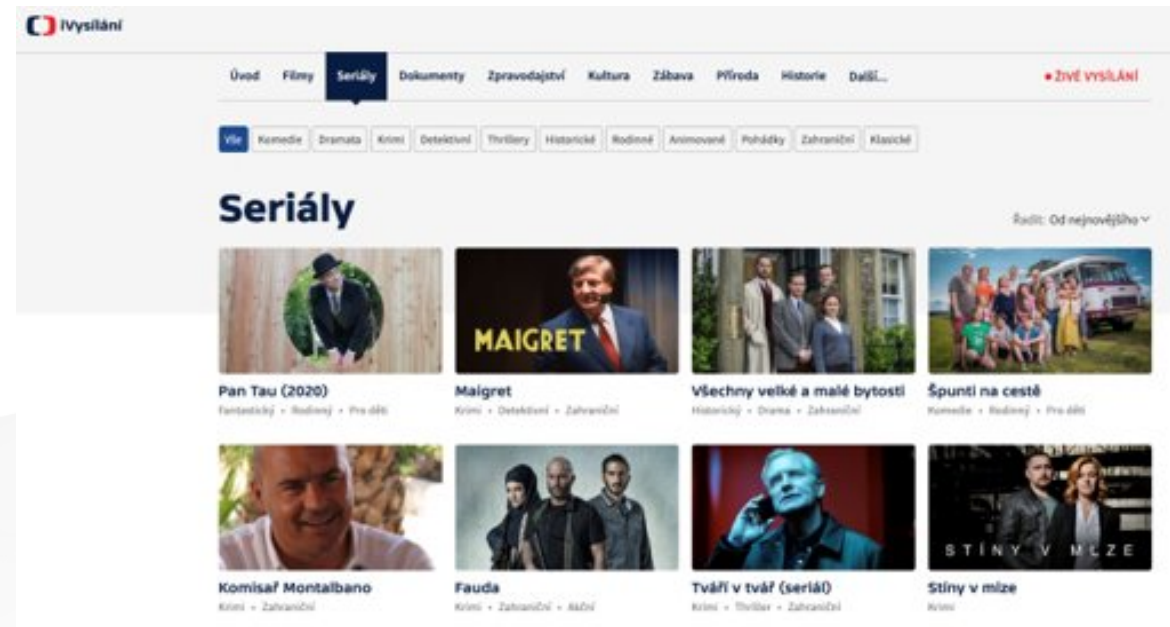 iVysílání
Úvod Filmy Seriály Dokumenty Zpravodajství Kultura Zábava Příroda Historie Další... • ŽIVÉ VYSÍLÁNÍ
Vše Komedie Dramata Krimi Detektivní Thrillery Historické Rodinné Animované Pohádky Zahraniční Klasické
Seriály
Řadit: Od nejnovějšího
MAIGRET
Pan Tau (2020) Maigret Všechny velké a malé bytosti Špunti na cestě
Fantastický • Rodinný • Pro děti Krimi • Detektivní • Zahraniční Historický • Drama • Zahraniční Komedie • Rodinný • Pro děti
STÍNY V MLZE
Komisař Montalbano Fauda Tváří v tvář (seriál) Stíny v mlze
Krimi • Zahraniční Krimi • Zahraniční • Akční Krimi • Thriller • Zahraniční Krimi